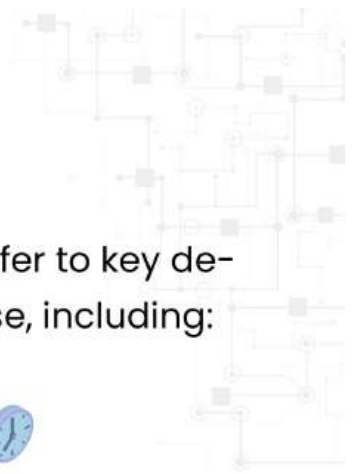 fer to key de-
se, including: